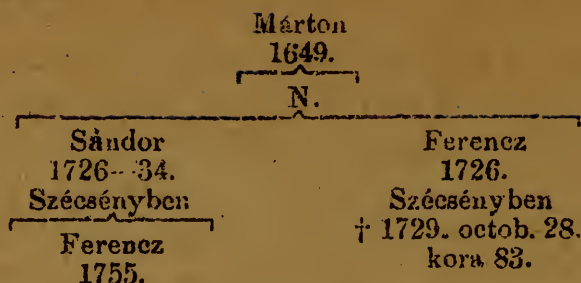 Márton
1649.
N.
Sándor
1726--34.
Szécsényben
Ferencz
1755.
Ferencz
1726.
Szécsényben
† 1729. octob. 28.
kora 83.